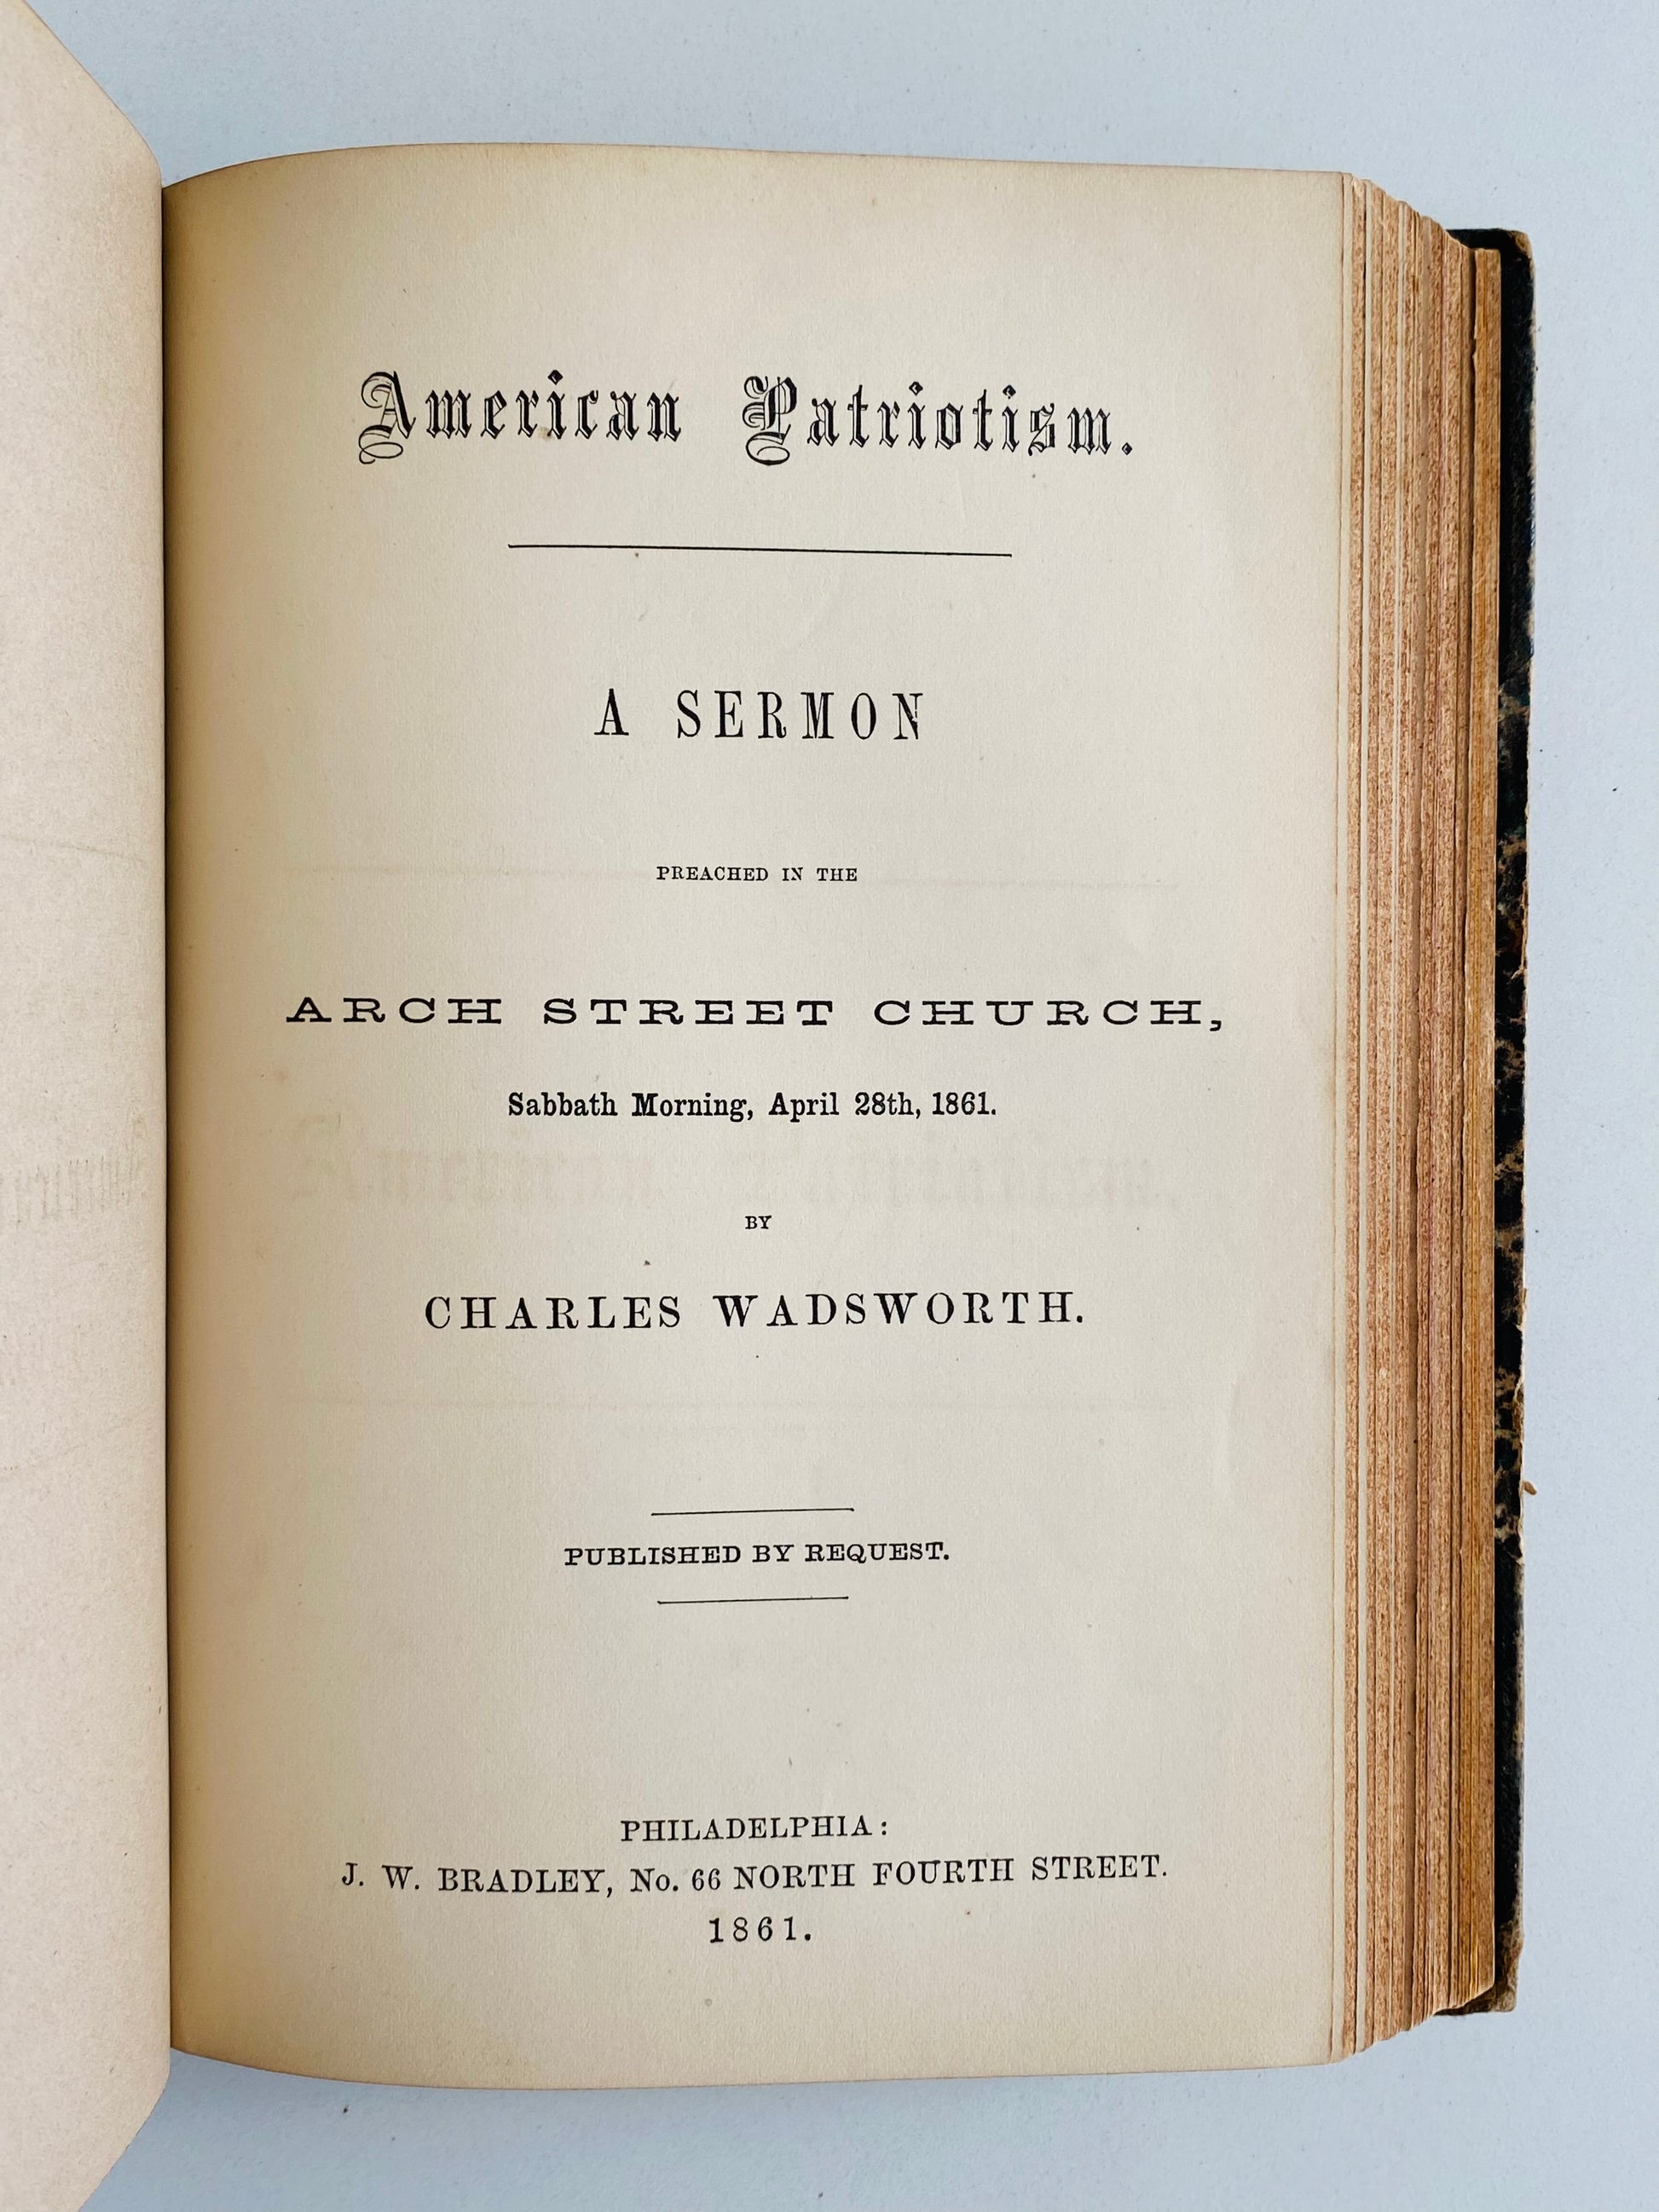 American Patriotism.
A SERMON
PREACHED IN THE
ARCH STREET CHURCH,
Sabbath Morning, April 28th, 1861.
BY
CHARLES WADSWORTH.
PUBLISHED BY REQUEST.
PHILADELPHIA:
J. W. BRADLEY, No. 66 NORTH FOURTH STREET.
1861.